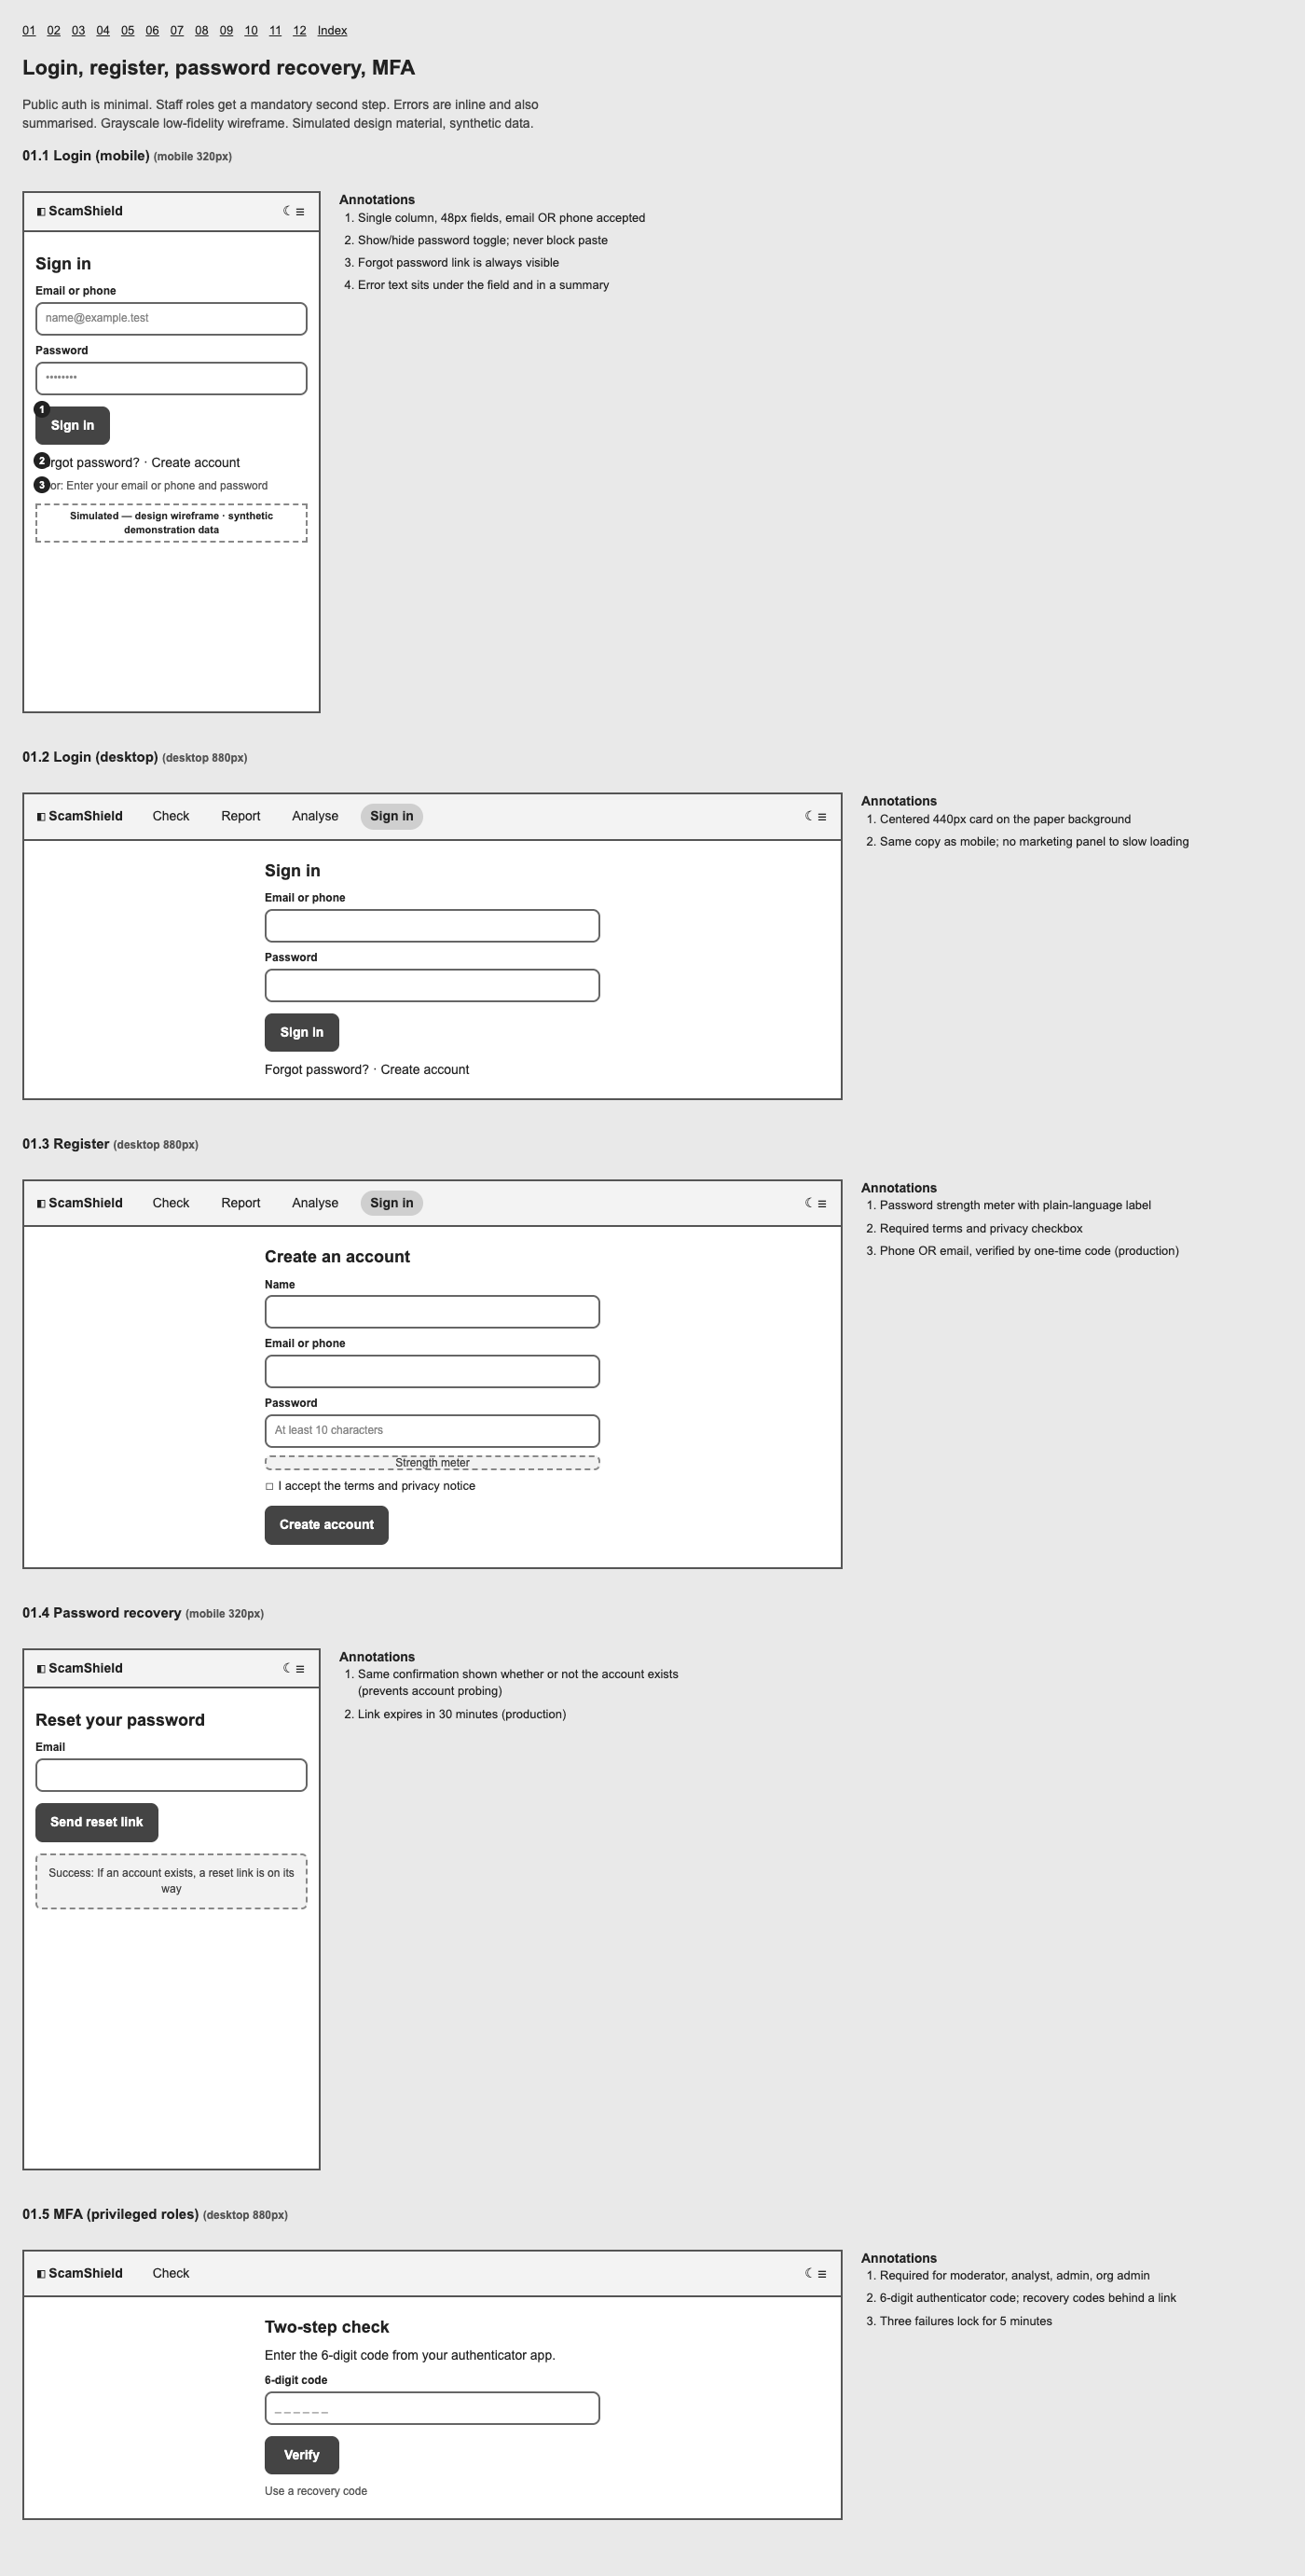 01 02 03 04 05 06 07 08 09 10 11 12 Index
Login, register, password recovery, MFA
Public auth is minimal. Staff roles get a mandatory second step. Errors are inline and also
summarised. Grayscale low-fidelity wireframe. Simulated design material, synthetic data.
01.1 Login (mobile) (mobile 320px)
ScamShield
Sign in
Email or phone
name@example.test
Password
••••••••
1
Sign in
2 rgot password? · Create account
3 or: Enter your email or phone and password
Simulated — design wireframe · synthetic
demonstration data
Annotations
1. Single column, 48px fields, email OR phone accepted
2. Show/hide password toggle; never block paste
3. Forgot password link is always visible
4. Error text sits under the field and in a summary
01.2 Login (desktop) (desktop 880px)
ScamShield Check Report Analyse Sign in
Sign in
Email or phone
Password
Sign in
Forgot password? · Create account
Annotations
1. Centered 440px card on the paper background
2. Same copy as mobile; no marketing panel to slow loading
01.3 Register (desktop 880px)
ScamShield Check Report Analyse Sign in
Create an account
Name
Email or phone
Password
At least 10 characters
Strength meter
☐ I accept the terms and privacy notice
Create account
Annotations
1. Password strength meter with plain-language label
2. Required terms and privacy checkbox
3. Phone OR email, verified by one-time code (production)
01.4 Password recovery (mobile 320px)
ScamShield
Reset your password
Email
Send reset link
Success: If an account exists, a reset link is on its
way
Annotations
1. Same confirmation shown whether or not the account exists
(prevents account probing)
2. Link expires in 30 minutes (production)
01.5 MFA (privileged roles) (desktop 880px)
ScamShield Check
Two-step check
Enter the 6-digit code from your authenticator app.
6-digit code
_ _ _ _ _ _
Verify
Use a recovery code
Annotations
1. Required for moderator, analyst, admin, org admin
2. 6-digit authenticator code; recovery codes behind a link
3. Three failures lock for 5 minutes